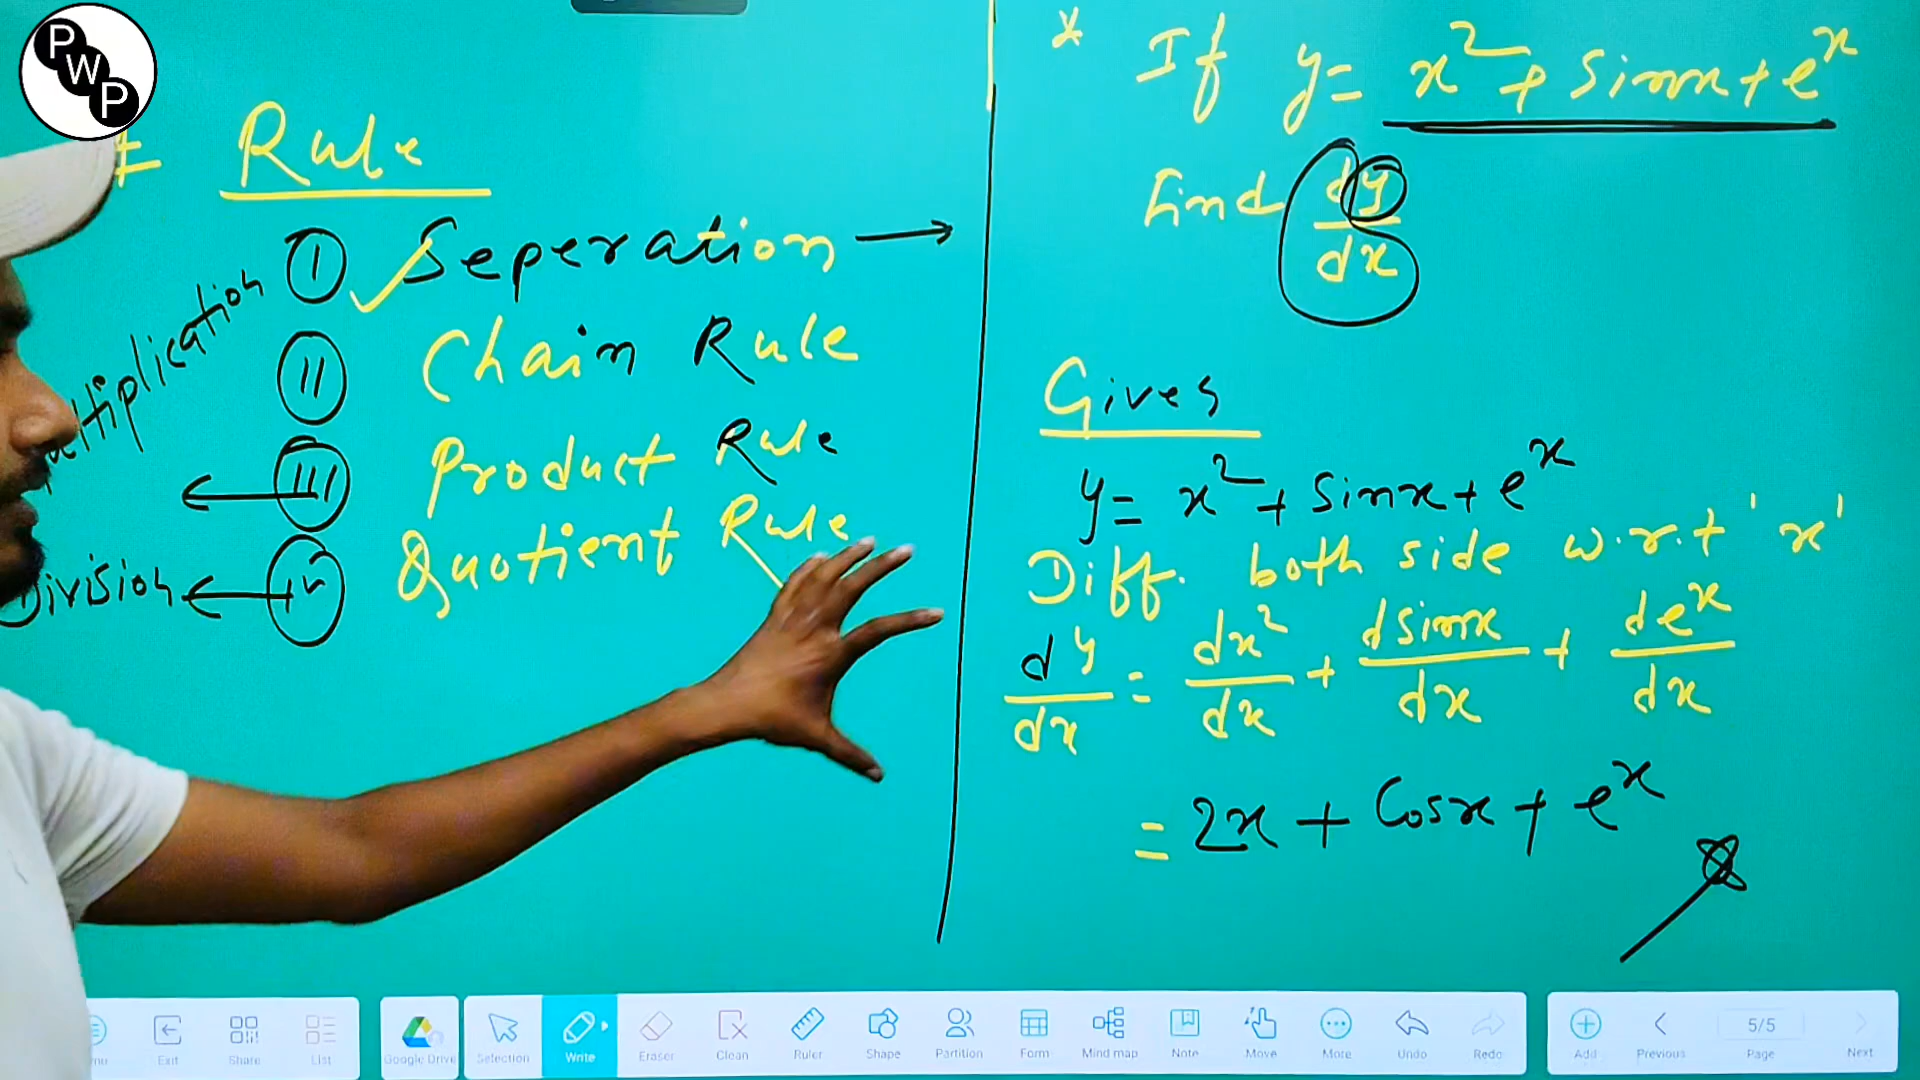 PWP
Rule
I Seperation →
II Chain Rule
III Product Rule
IV Quotient Rule
Division
* If y = x² + Sinx + eˣ
Find dy/dx
Gives
y = x² + Sinx + eˣ
Diff. both side w.r.t 'x'
dy/dx = dx²/dx + dsinx/dx + deˣ/dx
= 2x + Cosx + eˣ
Exit
Share
List
Google Drive
Selection
Write
Eraser
Clean
Ruler
Shape
Partition
Form
Mind map
Note
Move
More
Undo
Redo
Add
Previous
5/5
Page
Next